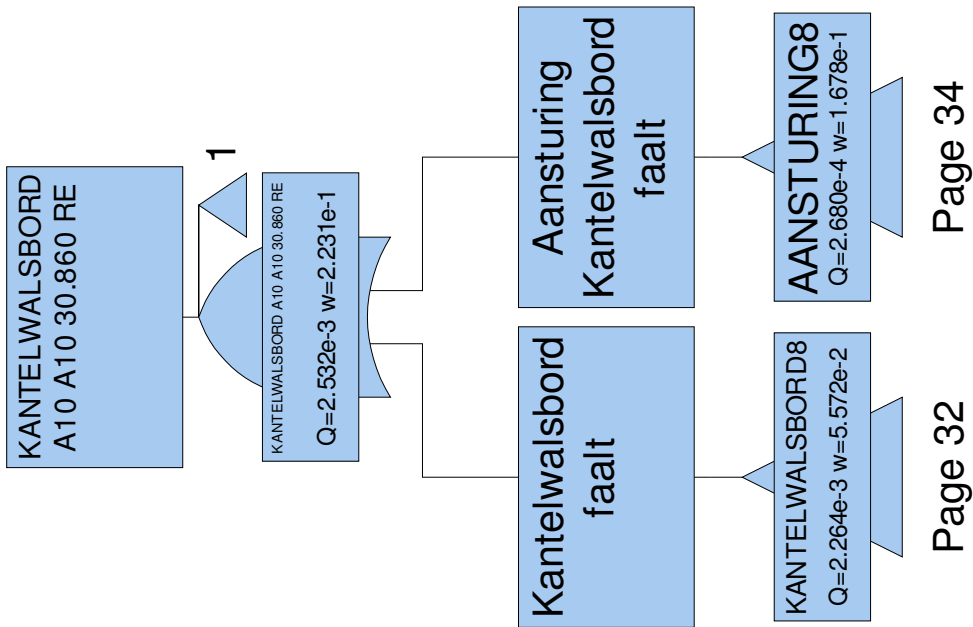 KANTELWALSBORD
A10 A10 30.860 RE
1
KANTELWALSBORD A10 A10 30.860 RE
Q=2.532e-3 w=2.231e-1
Kantelwalsbord
faalt
Aansturing
Kantelwalsbord
faalt
KANTELWALSBORD8
Q=2.264e-3 w=5.572e-2
AANSTURING8
Q=2.680e-4 w=1.678e-1
Page 32
Page 34